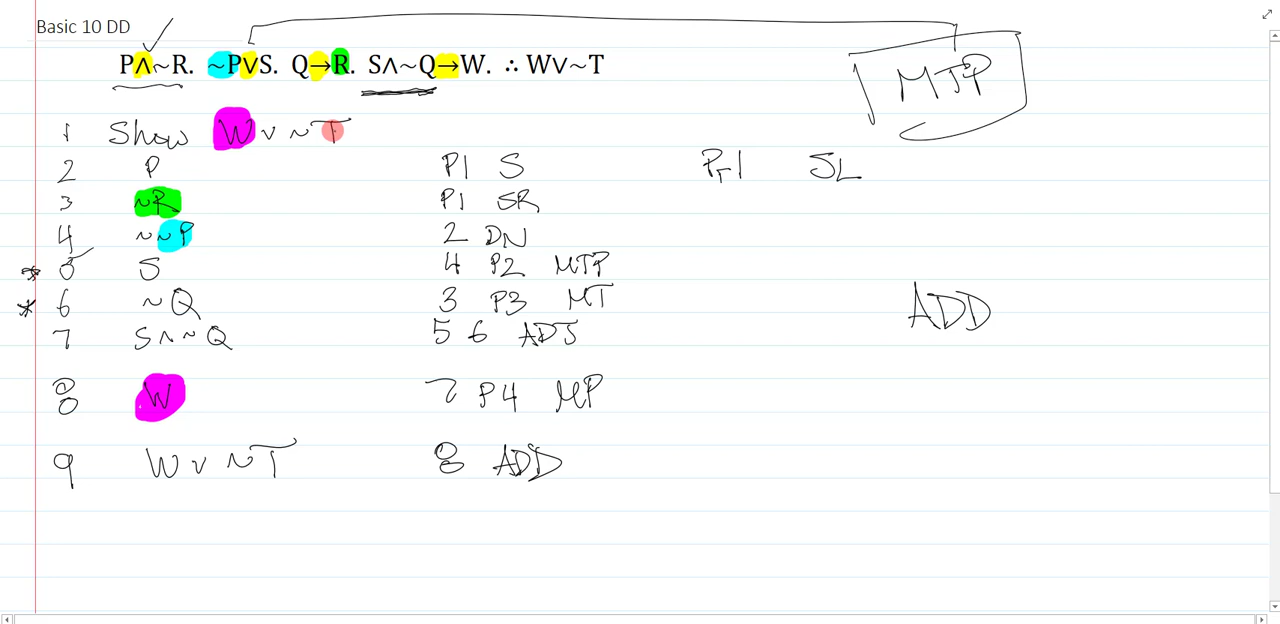 Basic 10 DD
P∧~R. ~P∨S. Q→R. S∧~Q→W. ∴ W∨~T
MTP
1 Show W ∨ ~T
2 P P1 S Pr1 SL
3 ~R P1 SR
4 ~~P 2 DN
5 S 4 P2 MTP
* 6 ~Q 3 P3 MT
ADD
7 S∧~Q 5 6 ADJ
8 W 7 P4 MP
9 W ∨ ~T 8 ADD